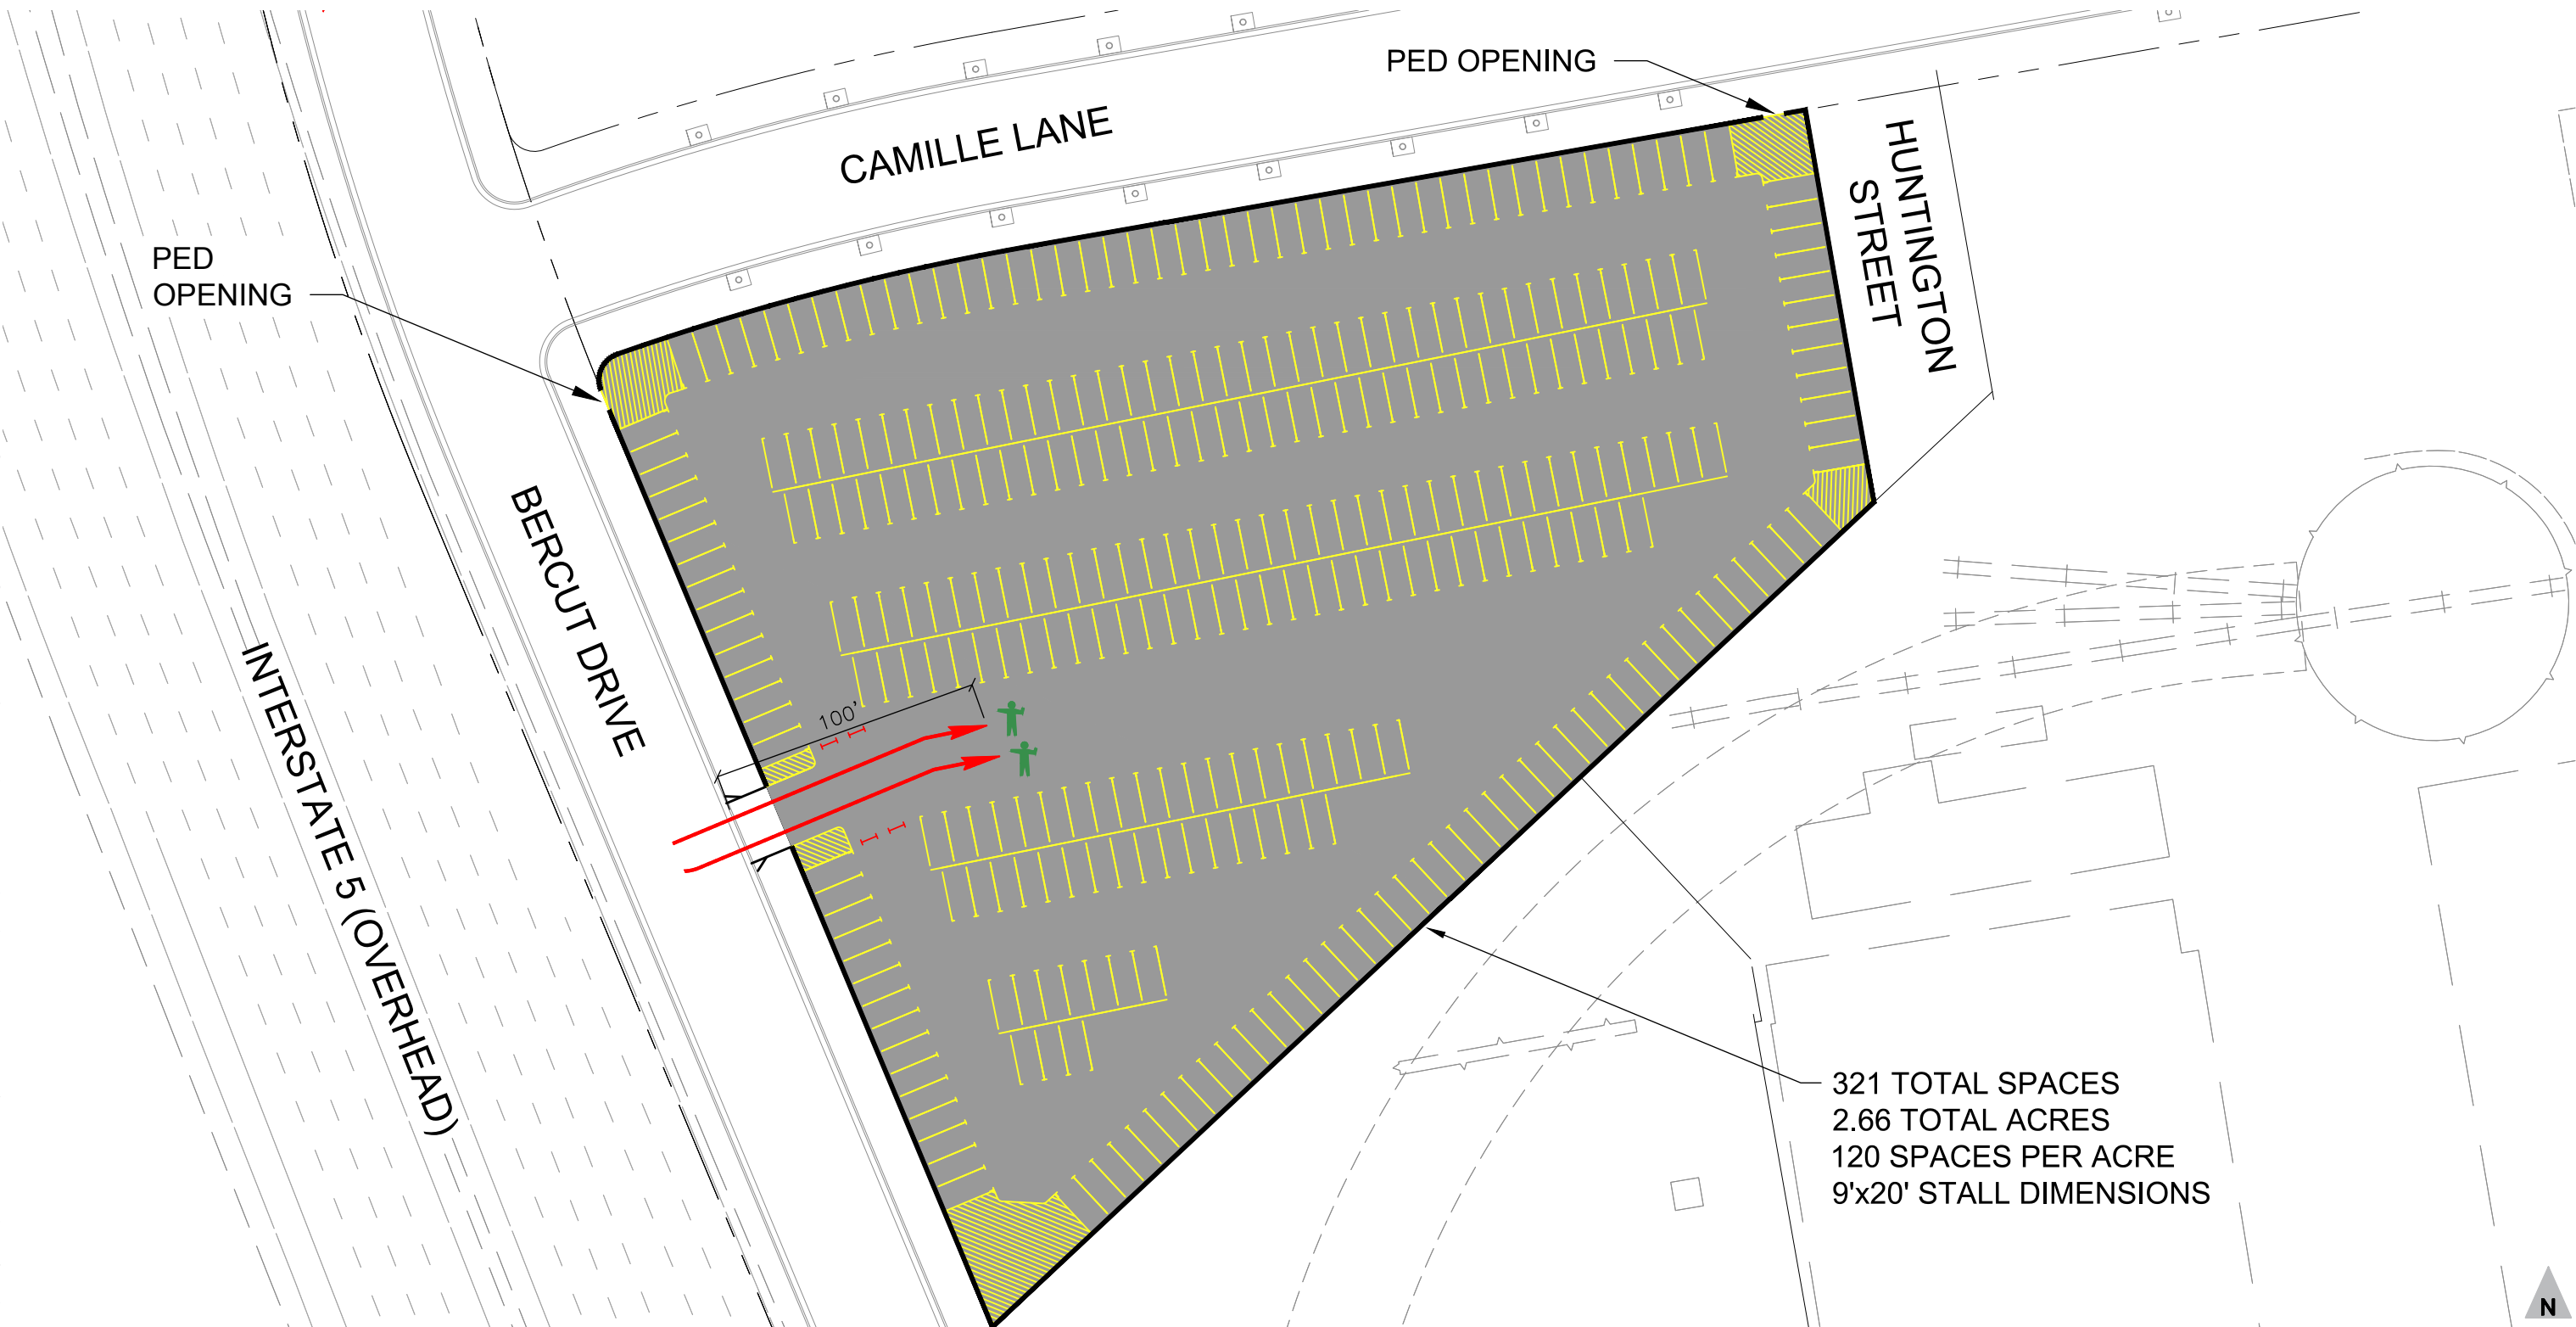 PED OPENING
CAMILLE LANE
HUNTINGTON
STREET
PED
OPENING
BERCUT DRIVE
INTERSTATE 5 (OVERHEAD)
100'
321 TOTAL SPACES
2.66 TOTAL ACRES
120 SPACES PER ACRE
9'x20' STALL DIMENSIONS
N